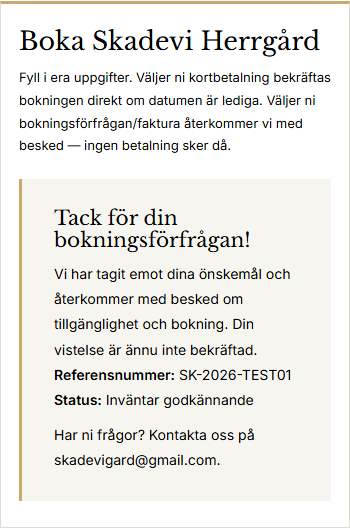 Boka Skadevi Herrgård
Fyll i era uppgifter. Väljer ni kortbetalning bekräftas
bokningen direkt om datumen är lediga. Väljer ni
bokningsförfrågan/faktura återkommer vi med
besked — ingen betalning sker då.
Tack för din
bokningsförfrågan!
Vi har tagit emot dina önskemål och
återkommer med besked om
tillgänglighet och bokning. Din
vistelse är ännu inte bekräftad.
Referensnummer: SK-2026-TEST01
Status: Inväntar godkännande
Har ni frågor? Kontakta oss på
skadevigard@gmail.com.